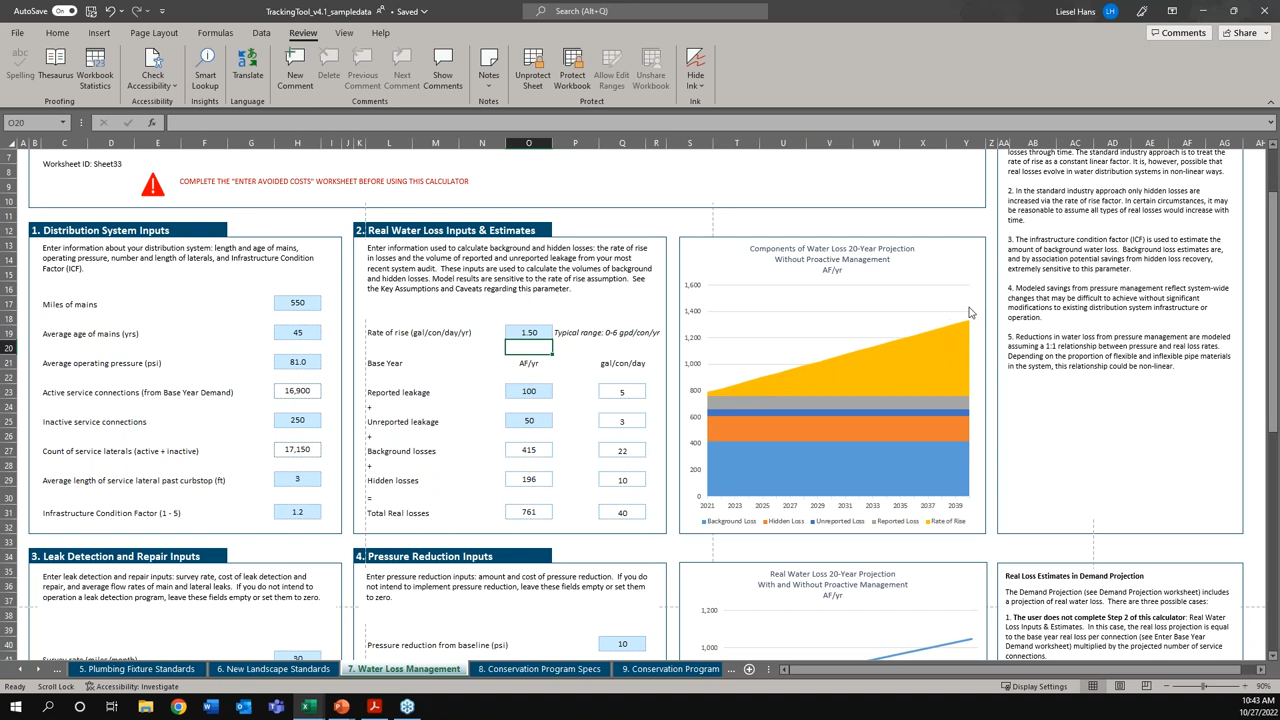 AutoSave On TrackingTool_v4.1_sampledata • Saved Search (Alt+Q) Liesel Hans LH
File Home Insert Page Layout Formulas Data Review View Help Comments Share
Spelling Thesaurus Workbook Statistics Check Accessibility Smart Lookup Translate New Comment Delete Previous Comment Next Comment Show Comments Notes Unprotect Sheet Protect Workbook Allow Edit Ranges Unshare Workbook Hide Ink
Proofing Accessibility Insights Language Comments Notes Protect Ink
O20 fx
A B C D E F G H I J K L M N O P Q R S T U V W X Y Z AA AB AC AD AE AF AG AH
Worksheet ID: Sheet33
COMPLETE THE "ENTER AVOIDED COSTS" WORKSHEET BEFORE USING THIS CALCULATOR
1. Distribution System Inputs
Enter information about your distribution system: length and age of mains,
operating pressure, number and length of laterals, and Infrastructure Condition
Factor (ICF).
Miles of mains 550
Average age of mains (yrs) 45
Average operating pressure (psi) 81.0
Active service connections (from Base Year Demand) 16,900
Inactive service connections 250
Count of service laterals (active + inactive) 17,150
Average length of service lateral past curbstop (ft) 3
Infrastructure Condition Factor (1 - 5) 1.2
2. Real Water Loss Inputs & Estimates
Enter information used to calculate background and hidden losses: the rate of rise
in losses and the volume of reported and unreported leakage from your most
recent system audit. These inputs are used to calculate the volumes of background
and hidden losses. Model results are sensitive to the rate of rise assumption. See
the Key Assumptions and Caveats regarding this parameter.
Rate of rise (gal/con/day/yr) 1.50 Typical range: 0-6 gpd/con/yr
Base Year AF/yr gal/con/day
Reported leakage 100 5
+
Unreported leakage 50 3
+
Background losses 415 22
+
Hidden losses 196 10
=
Total Real losses 761 40
Components of Water Loss 20-Year Projection
Without Proactive Management
AF/yr
1,600
1,400
1,200
1,000
800
600
400
200
0
2021 2023 2025 2027 2029 2031 2033 2035 2037 2039
Background Loss Hidden Loss Unreported Loss Reported Loss Rate of Rise
losses through time. The standard industry approach is to treat the
rate of rise as a constant linear factor. It is, however, possible that
real losses evolve in water distribution systems in non-linear ways.
2. In the standard industry approach only hidden losses are
increased via the rate of rise factor. In certain circumstances, it may
be reasonable to assume all types of real losses would increase with
time.
3. The infrastructure condition factor (ICF) is used to estimate the
amount of background water loss. Background loss estimates are,
and by association potential savings from hidden loss recovery,
extremely sensitive to this parameter.
4. Modeled savings from pressure management reflect system-wide
changes that may be difficult to achieve without significant
modifications to existing distribution system infrastructure or
operation.
5. Reductions in water loss from pressure management are modeled
assuming a 1:1 relationship between pressure and real loss rates.
Depending on the proportion of flexible and inflexible pipe materials
in the system, this relationship could be non-linear.
3. Leak Detection and Repair Inputs
Enter leak detection and repair inputs: survey rate, cost of leak detection and
repair, and average flow rates of main and lateral leaks. If you do not intend to
operation a leak detection program, leave these fields empty or set them
to zero.
Survey rate (miles/month) 30
4. Pressure Reduction Inputs
Enter pressure reduction inputs: amount and cost of pressure reduction. If you do
not intend to implement pressure reduction, leave these fields empty or set them
to zero.
Pressure reduction from baseline (psi) 10
Real Water Loss 20-Year Projection
With and Without Proactive Management
AF/yr
1,200
1,000
Real Loss Estimates in Demand Projection
The Demand Projection (see Demand Projection worksheet) includes
a projection of real water loss. There are three possible cases:
1. The user does not complete Step 2 of this calculator: Real Water
Loss Inputs & Estimates. In this case, the real loss projection is equal
to the base year real loss per connection (see Enter Base Year
Demand worksheet) multiplied by the projected number of service
connections.
... 5. Plumbing Fixture Standards 6. New Landscape Standards 7. Water Loss Management 8. Conservation Program Specs 9. Conservation Program ...
Ready Scroll Lock Accessibility: Investigate Display Settings 90%
10:43 AM
10/27/2022